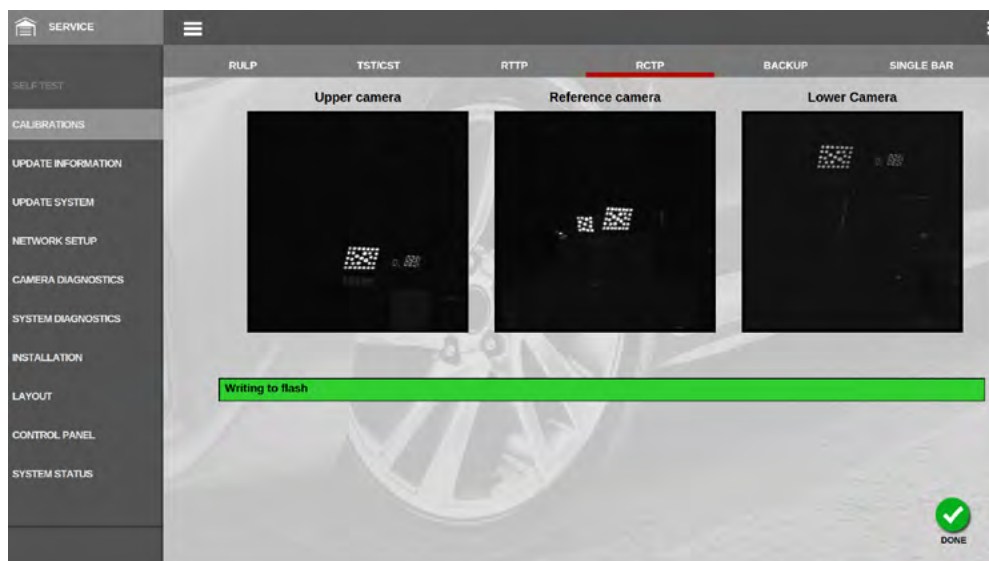 SERVICE
RULP TST/CST RTTP RCTP BACKUP SINGLE BAR
SELF TEST
CALIBRATIONS
UPDATE INFORMATION
UPDATE SYSTEM
NETWORK SETUP
CAMERA DIAGNOSTICS
SYSTEM DIAGNOSTICS
INSTALLATION
LAYOUT
CONTROL PANEL
SYSTEM STATUS
Upper camera Reference camera Lower Camera
Writing to flash
DONE